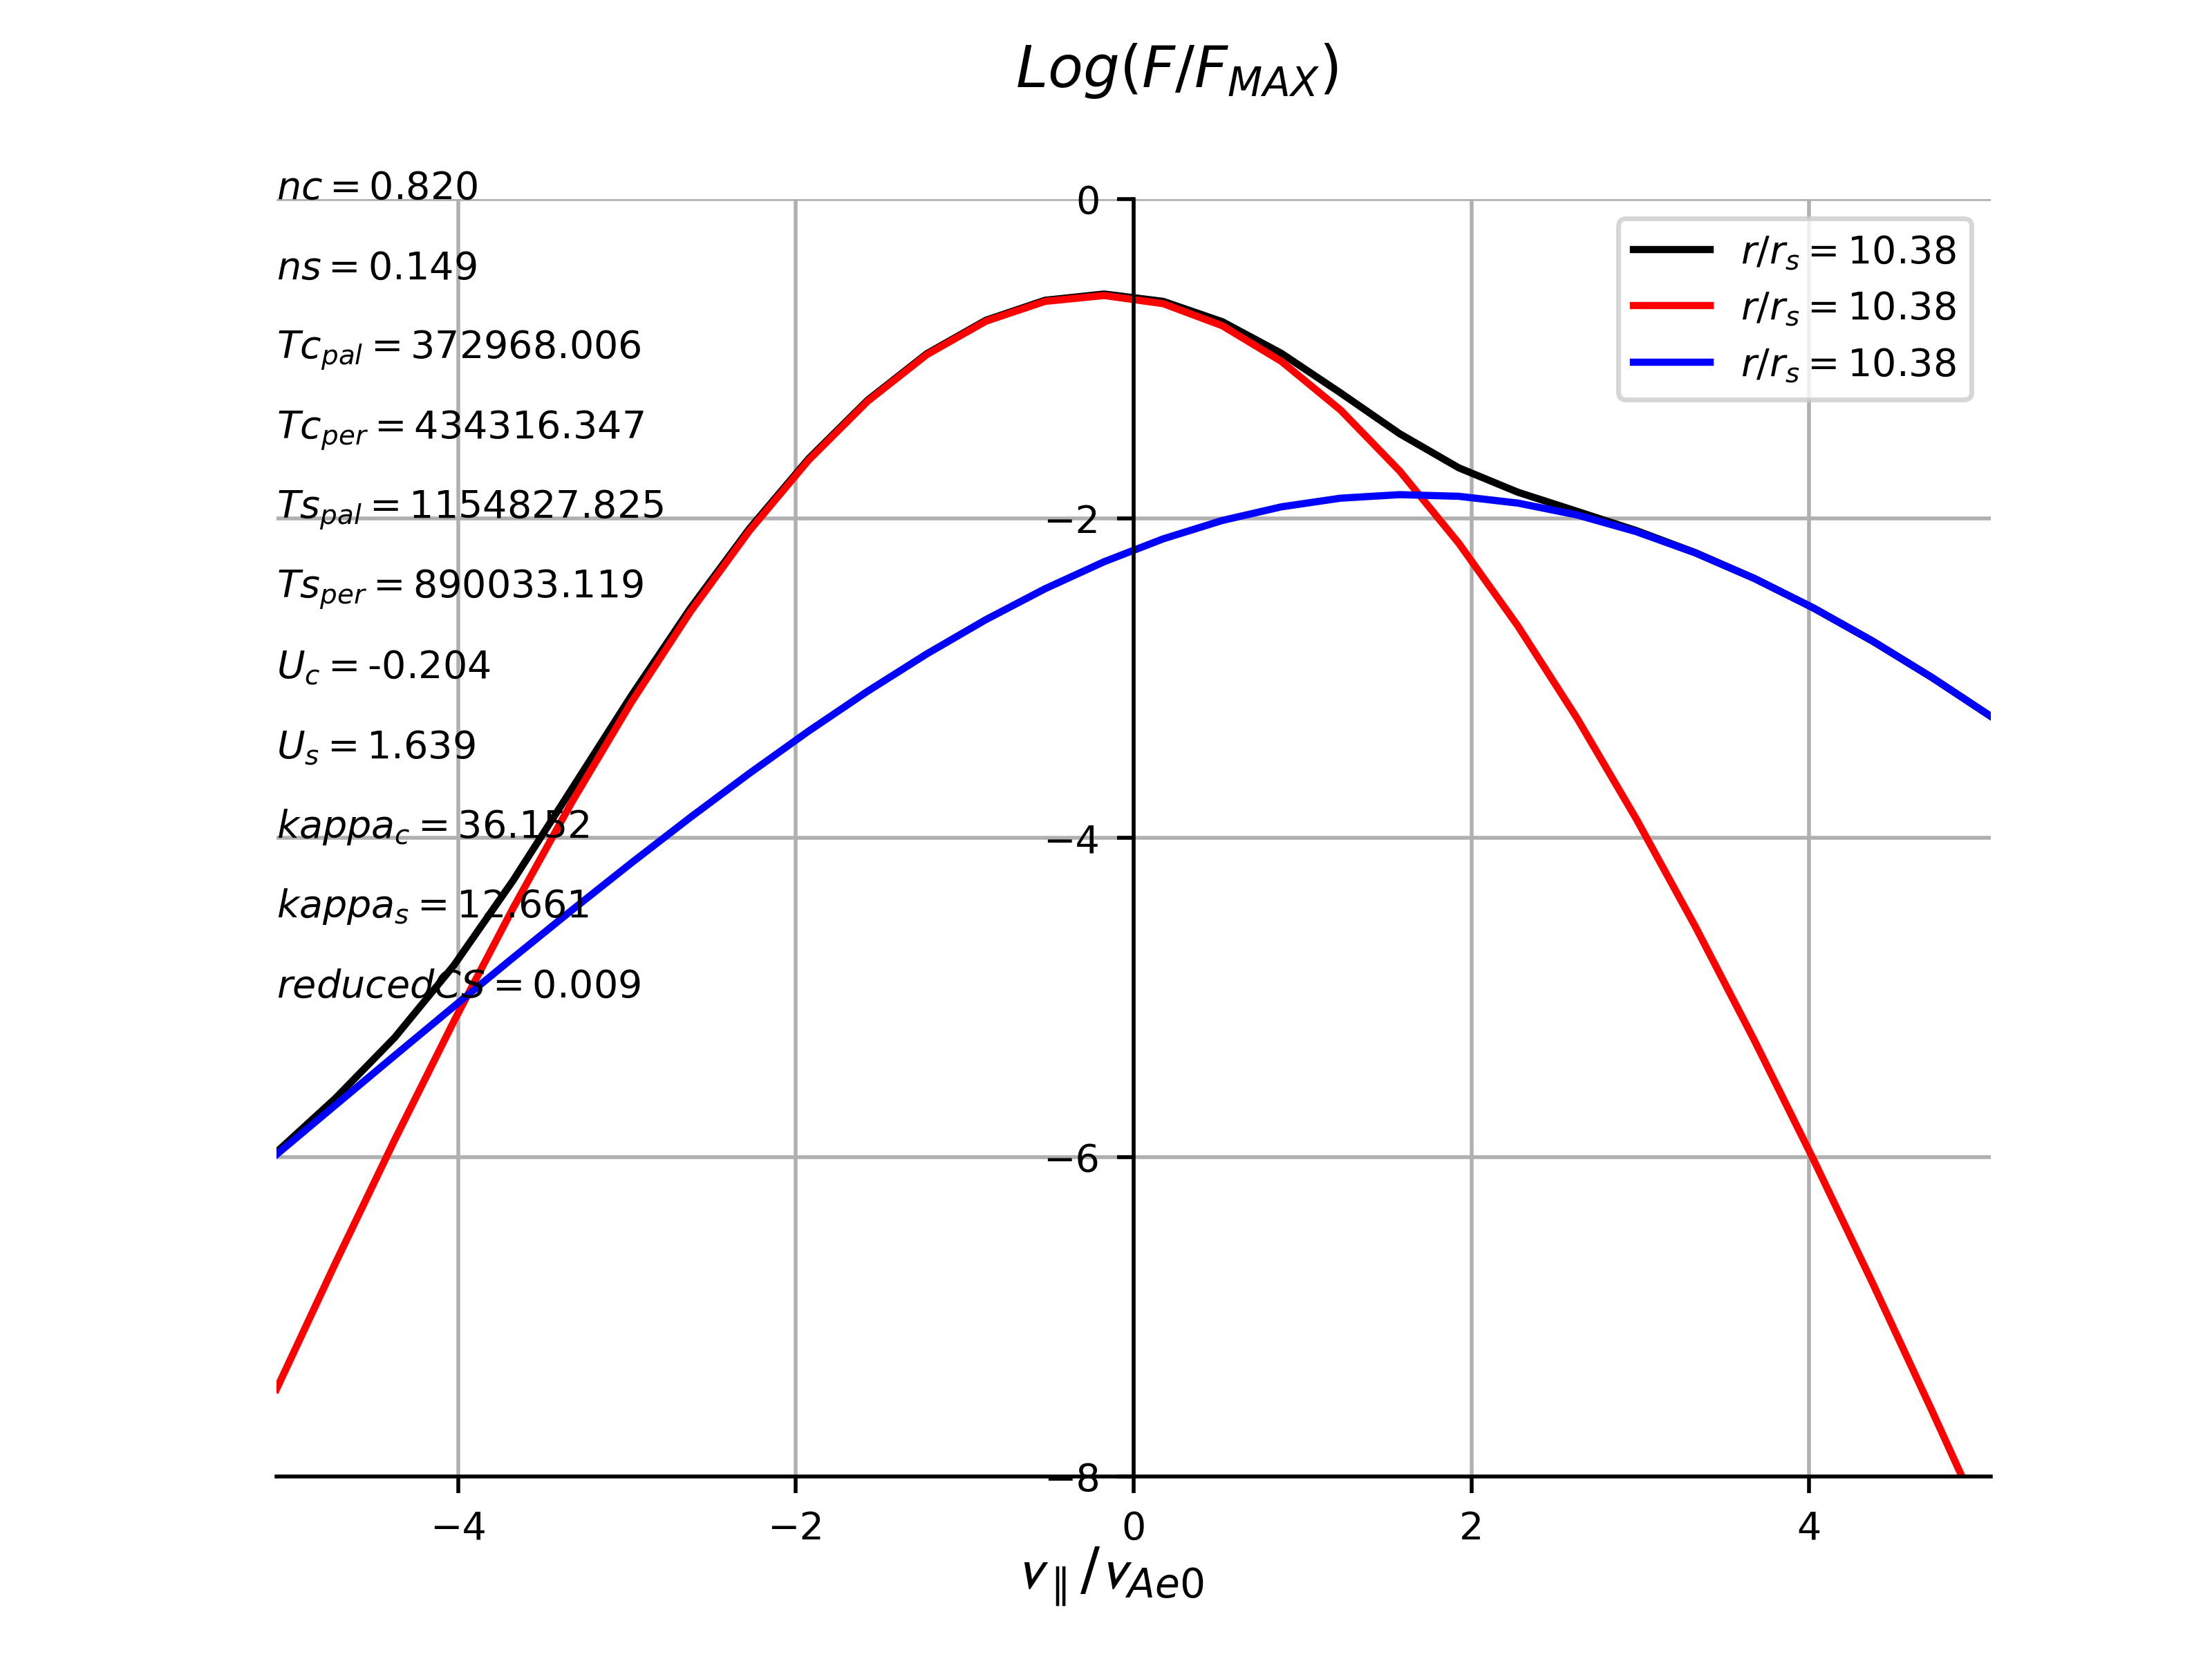 Log(F/F_MAX)
nc = 0.820
ns = 0.149
Tc_pal = 372968.006
Tc_per = 434316.347
Ts_pal = 1154827.825
Ts_per = 890033.119
U_c = -0.204
U_s = 1.639
kappa_c = 36.152
kappa_s = 12.661
reducedCS = 0.009
0
−2
−4
−6
−8
r/r_s = 10.38
r/r_s = 10.38
r/r_s = 10.38
−4 −2 0 2 4
v_∥/v_Ae0